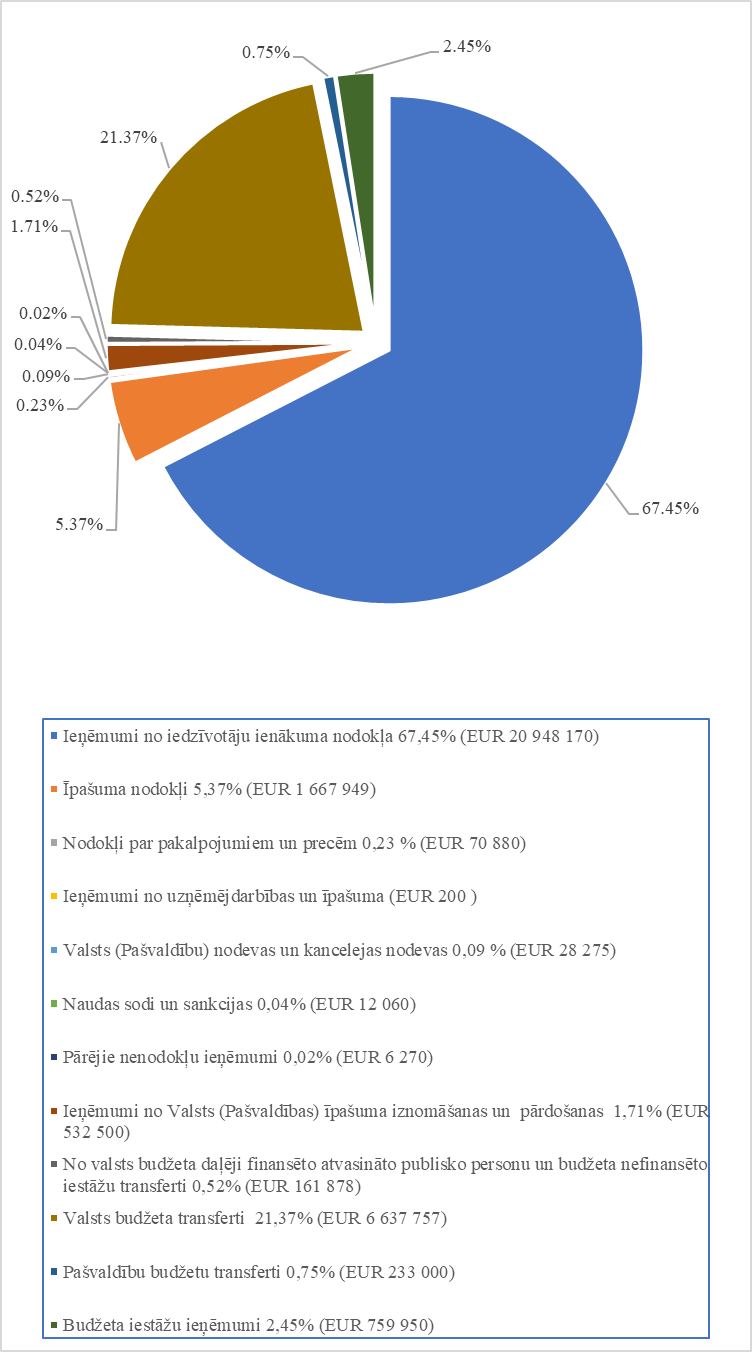 0.75%
2.45%
21.37%
0.52%
1.71%
0.02%
0.04%
0.09%
0.23%
5.37%
67.45%
Ieņēmumi no iedzīvotāju ienākuma nodokļa 67,45% (EUR 20 948 170)
Īpašuma nodokļi 5,37% (EUR 1 667 949)
Nodokļi par pakalpojumiem un precēm 0,23 % (EUR 70 880)
Ieņēmumi no uzņēmējdarbības un īpašuma (EUR 200 )
Valsts (Pašvaldību) nodevas un kancelejas nodevas 0,09 % (EUR 28 275)
Naudas sodi un sankcijas 0,04% (EUR 12 060)
Pārējie nenodokļu ieņēmumi 0,02% (EUR 6 270)
Ieņēmumi no Valsts (Pašvaldības) īpašuma iznomāšanas un  pārdošanas  1,71% (EUR
532 500)
No valsts budžeta daļēji finansēto atvasināto publisko personu un budžeta nefinansēto
iestāžu transferti 0,52% (EUR 161 878)
Valsts budžeta transferti  21,37% (EUR 6 637 757)
Pašvaldību budžetu transferti 0,75% (EUR 233 000)
Budžeta iestāžu ieņēmumi 2,45% (EUR 759 950)